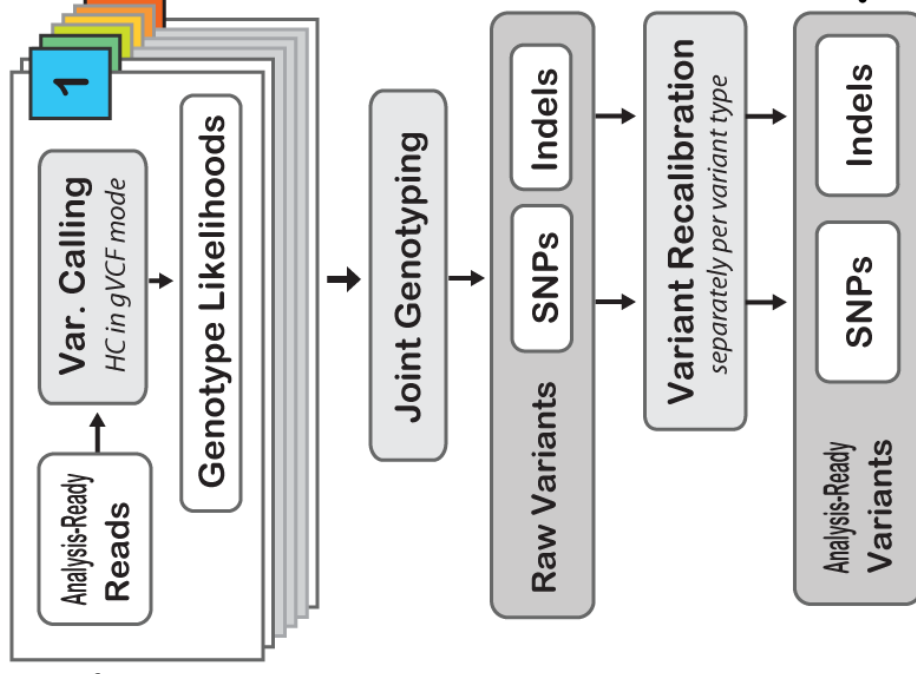 1
Analysis-Ready
Reads
Var. Calling
HC in gVCF mode
Genotype Likelihoods
Joint Genotyping
Raw Variants
SNPs
Indels
Variant Recalibration
separately per variant type
Analysis-Ready
Variants
SNPs
Indels